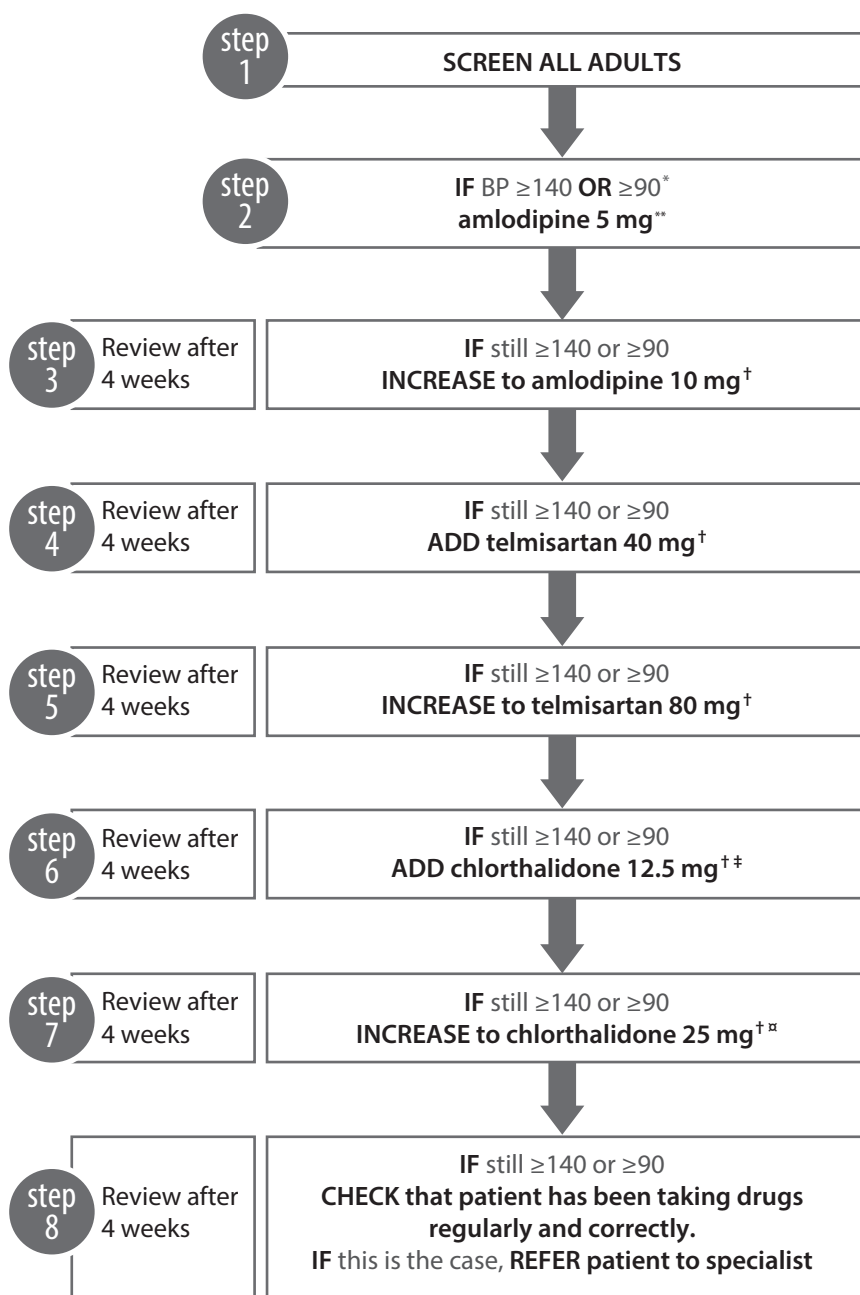 step
1
SCREEN ALL ADULTS
step
2
IF BP ≥140 OR ≥90*
amlodipine 5 mg**
step
3
Review after
4 weeks
IF still ≥140 or ≥90
INCREASE to amlodipine 10 mg†
step
4
Review after
4 weeks
IF still ≥140 or ≥90
ADD telmisartan 40 mg†
step
5
Review after
4 weeks
IF still ≥140 or ≥90
INCREASE to telmisartan 80 mg†
step
6
Review after
4 weeks
IF still ≥140 or ≥90
ADD chlorthalidone 12.5 mg† ‡
step
7
Review after
4 weeks
IF still ≥140 or ≥90
INCREASE to chlorthalidone 25 mg† ¤
step
8
Review after
4 weeks
IF still ≥140 or ≥90
CHECK that patient has been taking drugs
regularly and correctly.
IF this is the case, REFER patient to specialist